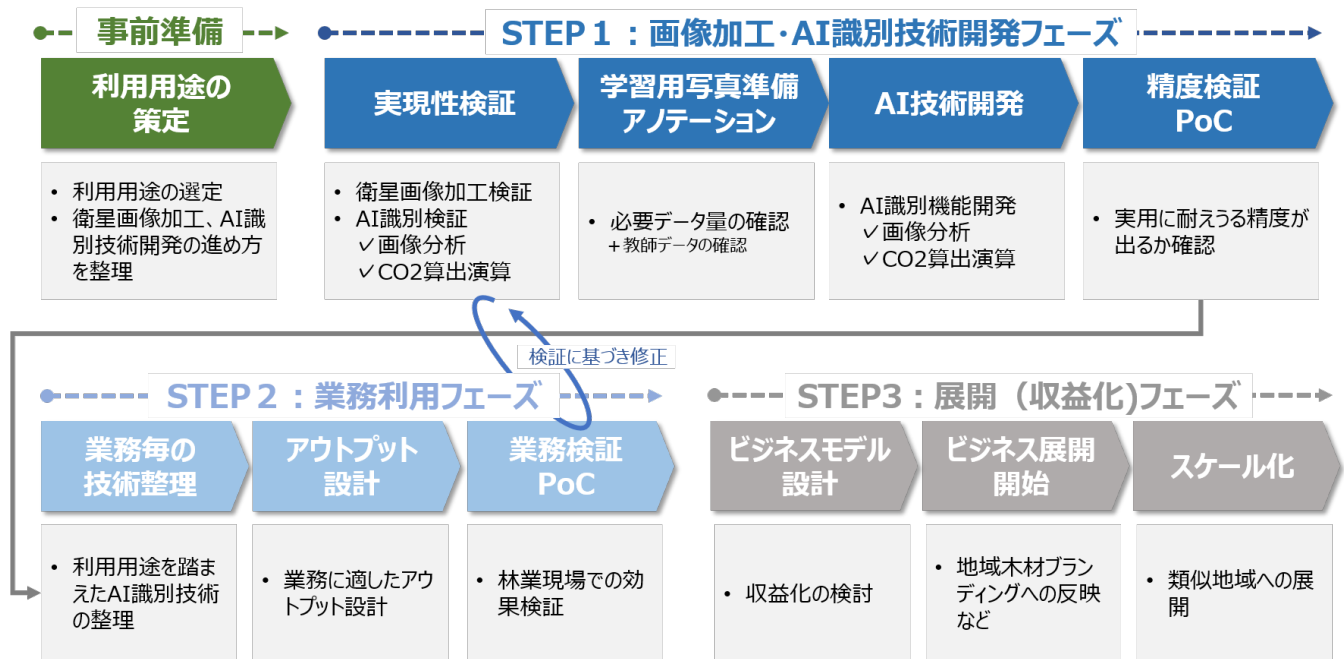 事前準備
STEP１：画像加工・AI識別技術開発フェーズ
利用用途の
策定
実現性検証
学習用写真準備
アノテーション
AI技術開発
精度検証
PoC
• 利用用途の選定
• 衛星画像加工、AI識
別技術開発の進め方
を整理
• 衛星画像加工検証
• AI識別検証
✓画像分析
✓CO2算出演算
• 必要データ量の確認
+教師データの確認
• AI識別機能開発
✓画像分析
✓CO2算出演算
• 実用に耐えうる精度が
出るか確認
検証に基づき修正
STEP２：業務利用フェーズ
STEP3：展開（収益化)フェーズ
業務毎の
技術整理
アウトプット
設計
業務検証
PoC
ビジネスモデル
設計
ビジネス展開
開始
スケール化
• 利用用途を踏ま
えたAI識別技術
の整理
• 業務に適したアウ
トプット設計
• 林業現場での効
果検証
• 収益化の検討
• 地域木材ブラン
ディングへの反映
など
• 類似地域への展
開